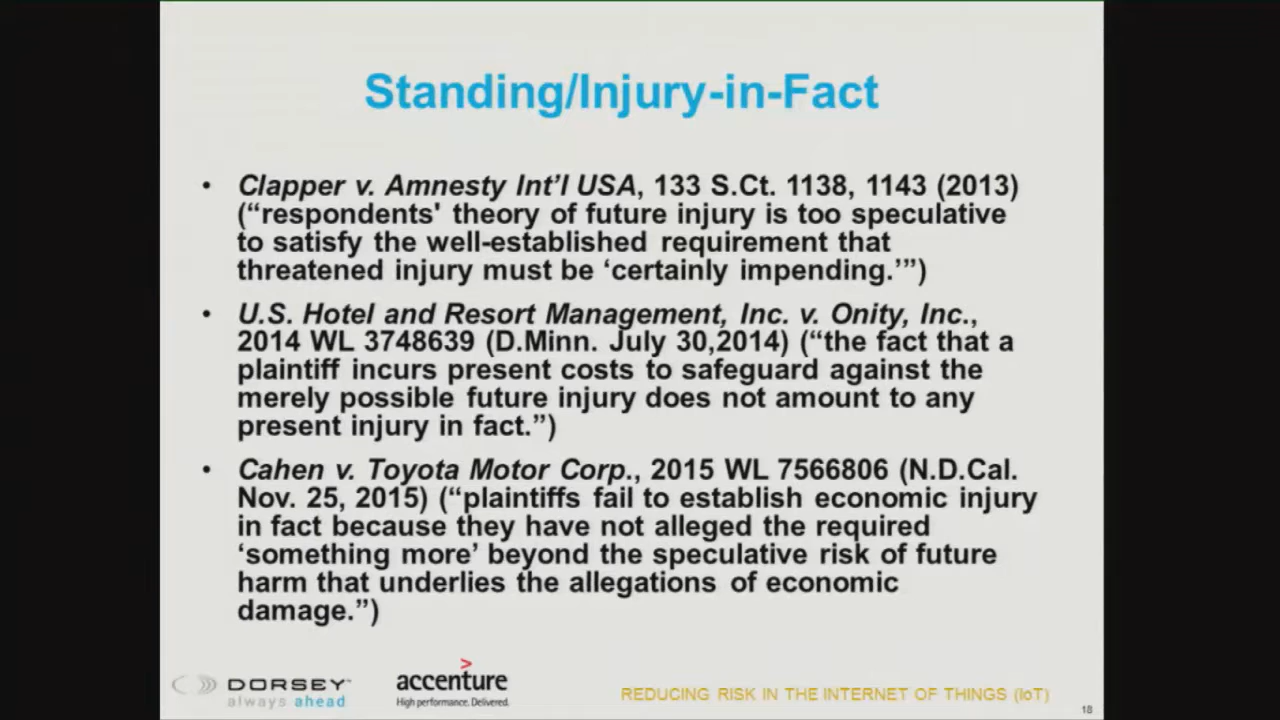 Standing/Injury-in-Fact
• Clapper v. Amnesty Int'l USA, 133 S.Ct. 1138, 1143 (2013)
(“respondents' theory of future injury is too speculative
to satisfy the well-established requirement that
threatened injury must be ‘certainly impending.’”)
• U.S. Hotel and Resort Management, Inc. v. Onity, Inc.,
2014 WL 3748639 (D.Minn. July 30,2014) (“the fact that a
plaintiff incurs present costs to safeguard against the
merely possible future injury does not amount to any
present injury in fact.”)
• Cahen v. Toyota Motor Corp., 2015 WL 7566806 (N.D.Cal.
Nov. 25, 2015) (“plaintiffs fail to establish economic injury
in fact because they have not alleged the required
‘something more’ beyond the speculative risk of future
harm that underlies the allegations of economic
damage.”)
DORSEY™
always ahead
accenture
High performance. Delivered.
REDUCING RISK IN THE INTERNET OF THINGS (IoT)
18